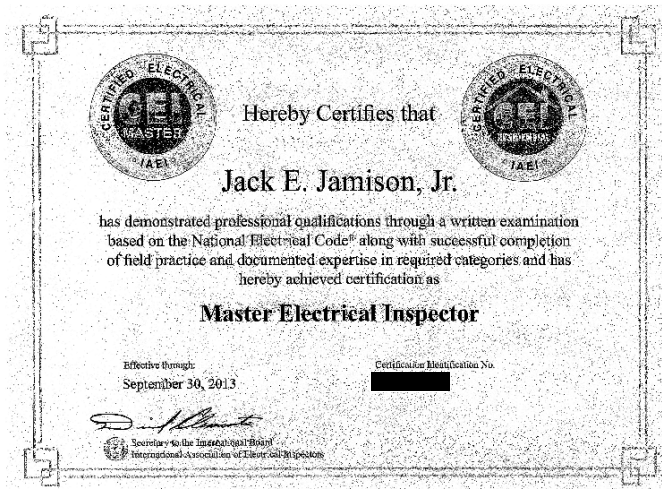 CERTIFIED ELECTRICAL
CEI
MASTER
IAEI
CERTIFIED ELECTRICAL
CEI
RESIDENTIAL
IAEI
Hereby Certifies that
Jack E. Jamison, Jr.
has demonstrated professional qualifications through a written examination
based on the National Electrical Code® along with successful completion
of field practice and documented expertise in required categories and has
hereby achieved certification as
Master Electrical Inspector
Effective through:
September 30, 2013
Certification Identification No.
Secretary to the International Board
International Association of Electrical Inspectors